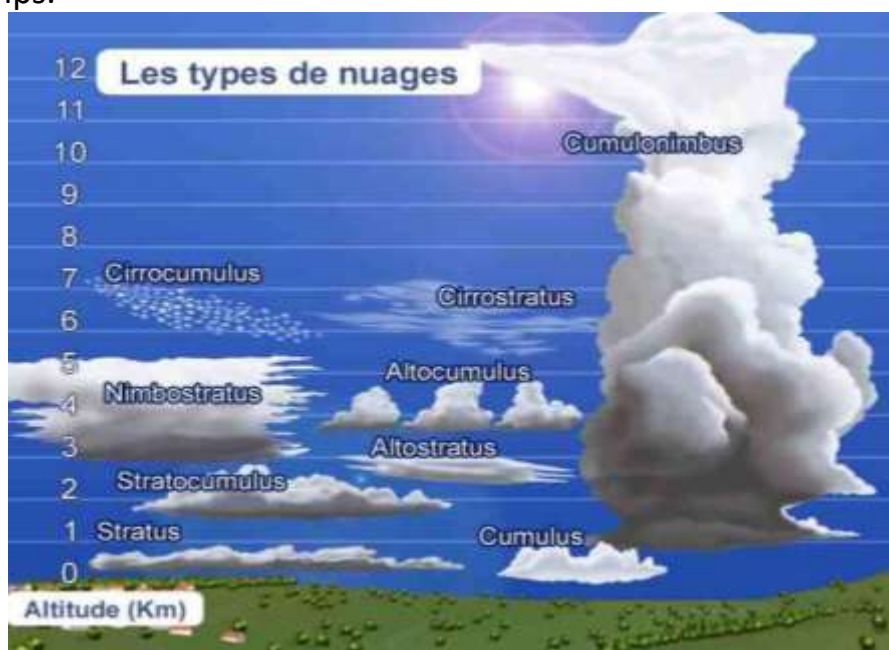 Les types de nuages
12
11
10
9
8
7
6
5
4
3
2
1
0
Cumulonimbus
Cirrocumulus
Cirrostratus
Altocumulus
Nimbostratus
Altostratus
Stratocumulus
Stratus
Cumulus
Altitude (Km)